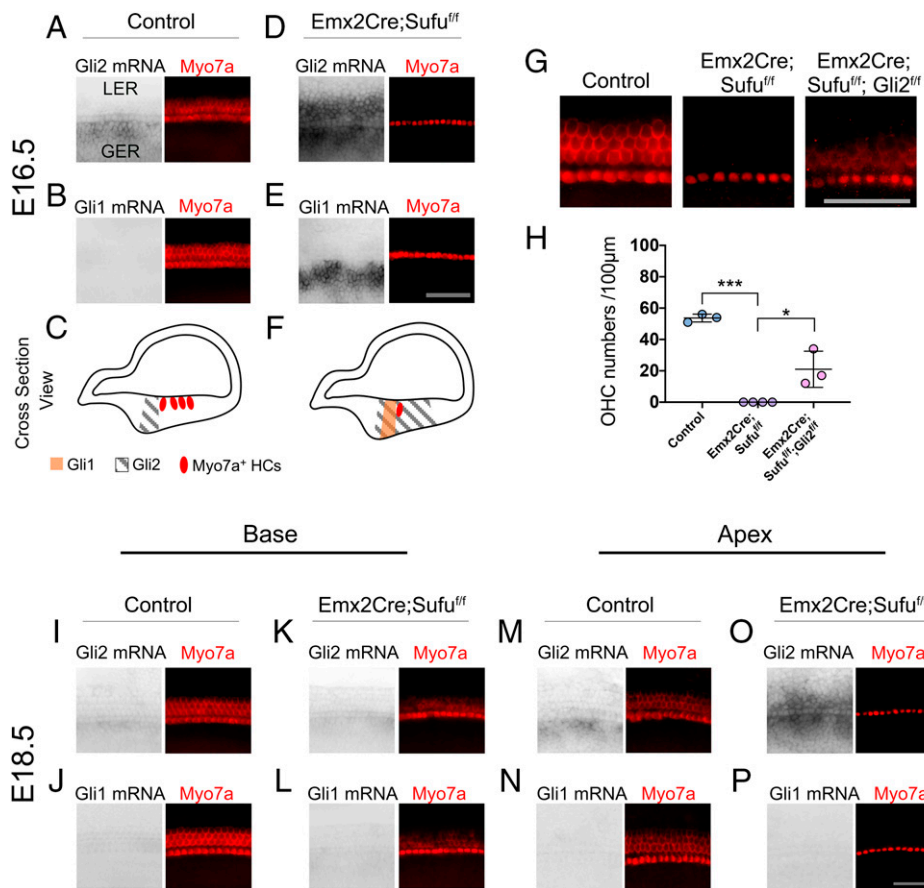 A
Control
D
Emx2Cre;Sufu^f/f
Gli2 mRNA Myo7a
Gli2 mRNA Myo7a
LER
GER
E16.5
B
E
Gli1 mRNA Myo7a
Gli1 mRNA Myo7a
C
F
Cross Section
View
Gli1 Gli2 Myo7a⁺ HCs
G
Control
Emx2Cre;
Sufu^f/f
Emx2Cre;
Sufu^f/f; Gli2^f/f
H
OHC numbers /100µm
100
80
60
40
20
0
***
*
Control
Emx2Cre;
Sufu^f/f
Emx2Cre;
Sufu^f/f;Gli2^f/f
Base
Apex
E18.5
I
Control
K
Emx2Cre;Sufu^f/f
M
Control
O
Emx2Cre;Sufu^f/f
Gli2 mRNA Myo7a
Gli2 mRNA Myo7a
Gli2 mRNA Myo7a
Gli2 mRNA Myo7a
J
L
N
P
Gli1 mRNA Myo7a
Gli1 mRNA Myo7a
Gli1 mRNA Myo7a
Gli1 mRNA Myo7a